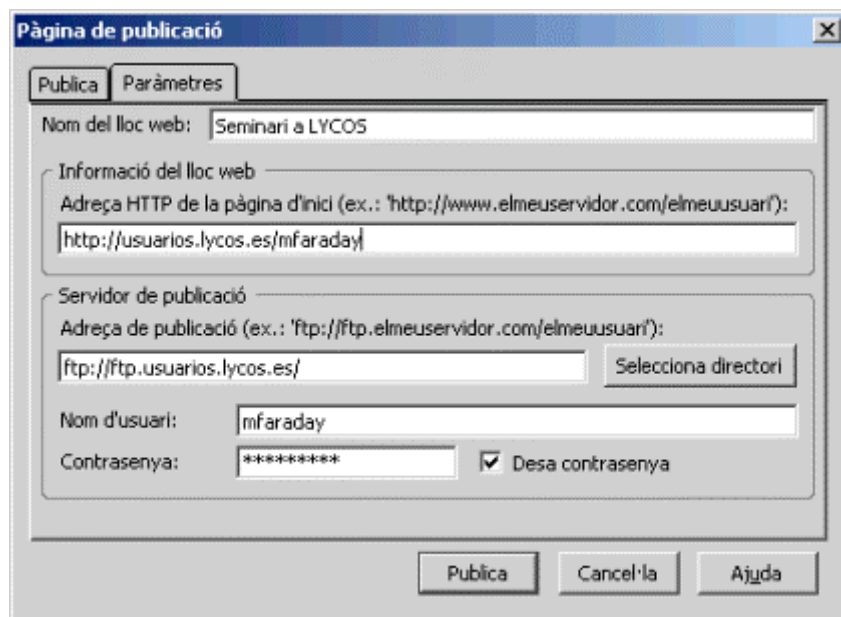 Pàgina de publicació
Publica
Paràmetres
Nom del lloc web: Seminari a LYCOS
Informació del lloc web
Adreça HTTP de la pàgina d'inici (ex.: 'http://www.elmeuservidor.com/elmeuusuari'):
http://usuarios.lycos.es/mfaraday
Servidor de publicació
Adreça de publicació (ex.: 'ftp://ftp.elmeuservidor.com/elmeuusuari'):
ftp://ftp.usuarios.lycos.es/ Selecciona directori
Nom d'usuari: mfaraday
Contrasenya: ********* Desa contrasenya
Publica Cancel·la Ajuda